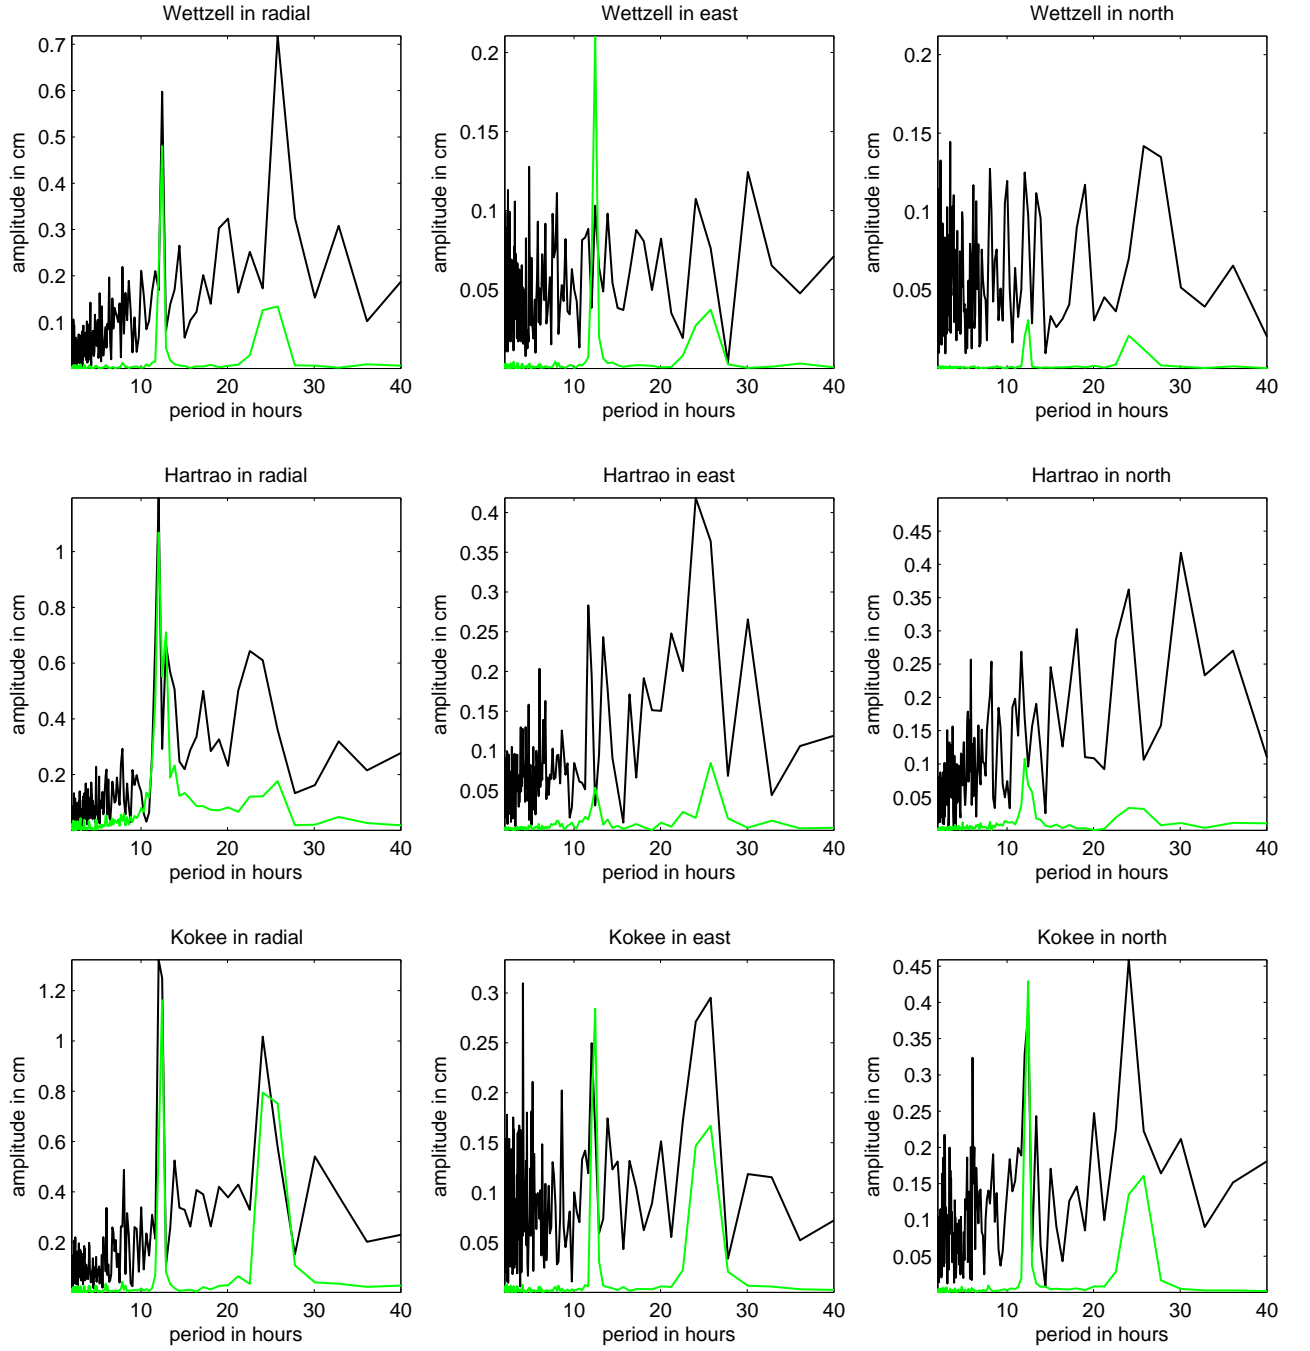 Wettzell in radial
0.7
0.6
0.5
0.4
0.3
0.2
0.1
amplitude in cm
10 20 30 40
period in hours
Wettzell in east
0.2
0.15
0.1
0.05
amplitude in cm
10 20 30 40
period in hours
Wettzell in north
0.2
0.15
0.1
0.05
amplitude in cm
10 20 30 40
period in hours
Hartrao in radial
1
0.8
0.6
0.4
0.2
amplitude in cm
10 20 30 40
period in hours
Hartrao in east
0.4
0.35
0.3
0.25
0.2
0.15
0.1
0.05
amplitude in cm
10 20 30 40
period in hours
Hartrao in north
0.45
0.4
0.35
0.3
0.25
0.2
0.15
0.1
0.05
amplitude in cm
10 20 30 40
period in hours
Kokee in radial
1.2
1
0.8
0.6
0.4
0.2
amplitude in cm
10 20 30 40
period in hours
Kokee in east
0.3
0.25
0.2
0.15
0.1
0.05
amplitude in cm
10 20 30 40
period in hours
Kokee in north
0.45
0.4
0.35
0.3
0.25
0.2
0.15
0.1
0.05
amplitude in cm
10 20 30 40
period in hours